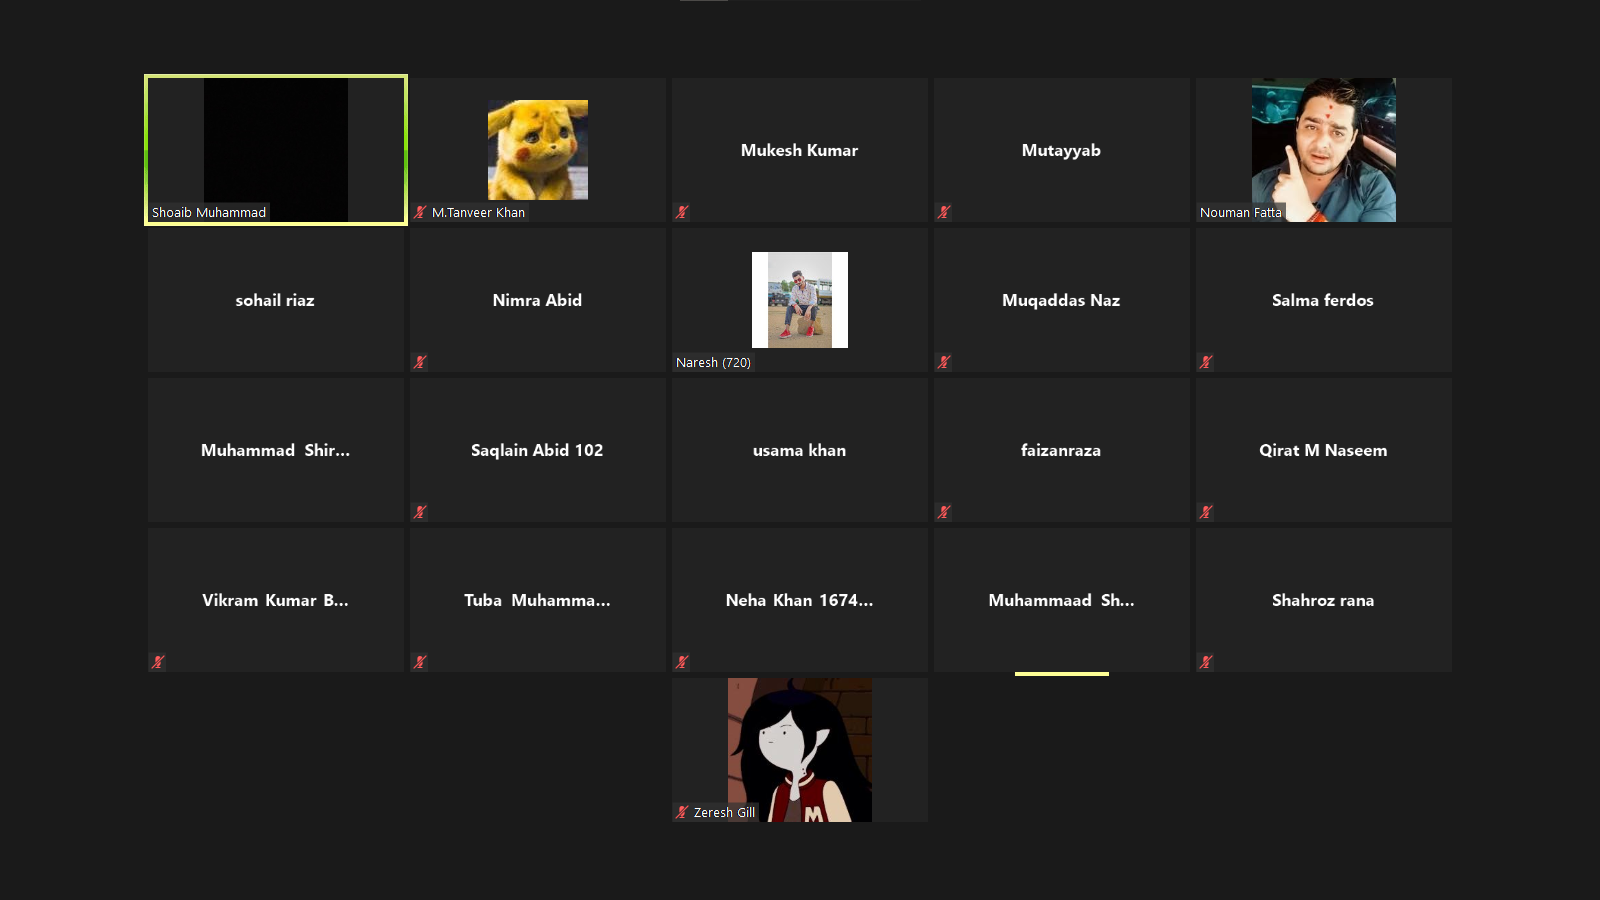 Shoaib Muhammad
M.Tanveer Khan
Mukesh Kumar
Mutayyab
Nouman Fatta
sohail riaz
Nimra Abid
Naresh (720)
Muqaddas Naz
Salma ferdos
Muhammad Shir...
Saqlain Abid 102
usama khan
faizanraza
Qirat M Naseem
Vikram Kumar B...
Tuba Muhamma...
Neha Khan 1674...
Muhammaad Sh...
Shahroz rana
M
Zeresh Gill